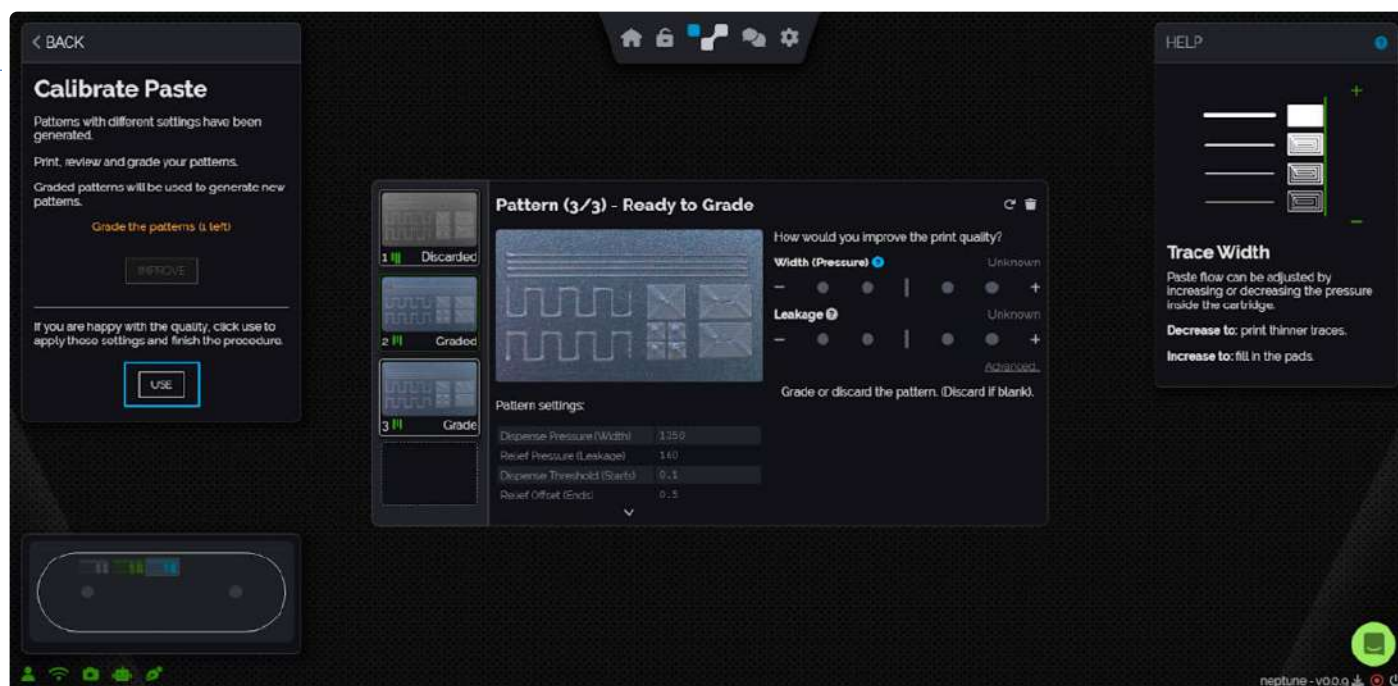 < BACK
Calibrate Paste
Patterns with different settings have been
generated.
Print, review and grade your patterns.
Graded patterns will be used to generate new
patterns.
Grade the patterns (1 left)
IMPROVE
If you are happy with the quality, click use to
apply these settings and finish the procedure.
USE
1 Discarded
2 Graded
3 Grade
Pattern (3/3) - Ready to Grade
Pattern settings:
Dispense Pressure (Width) 1350
Relief Pressure (Leakage) 160
Dispense Threshold (Starts) 0.1
Relief Offset (Ends) 0.5
How would you improve the print quality?
Width (Pressure) ? Unknown
- +
Leakage ? Unknown
- +
Advanced..
Grade or discard the pattern. (Discard if blank).
HELP ?
+
-
Trace Width
Paste flow can be adjusted by
increasing or decreasing the pressure
inside the cartridge.
Decrease to: print thinner traces.
Increase to: fill in the pads.
neptune - v0.0.9